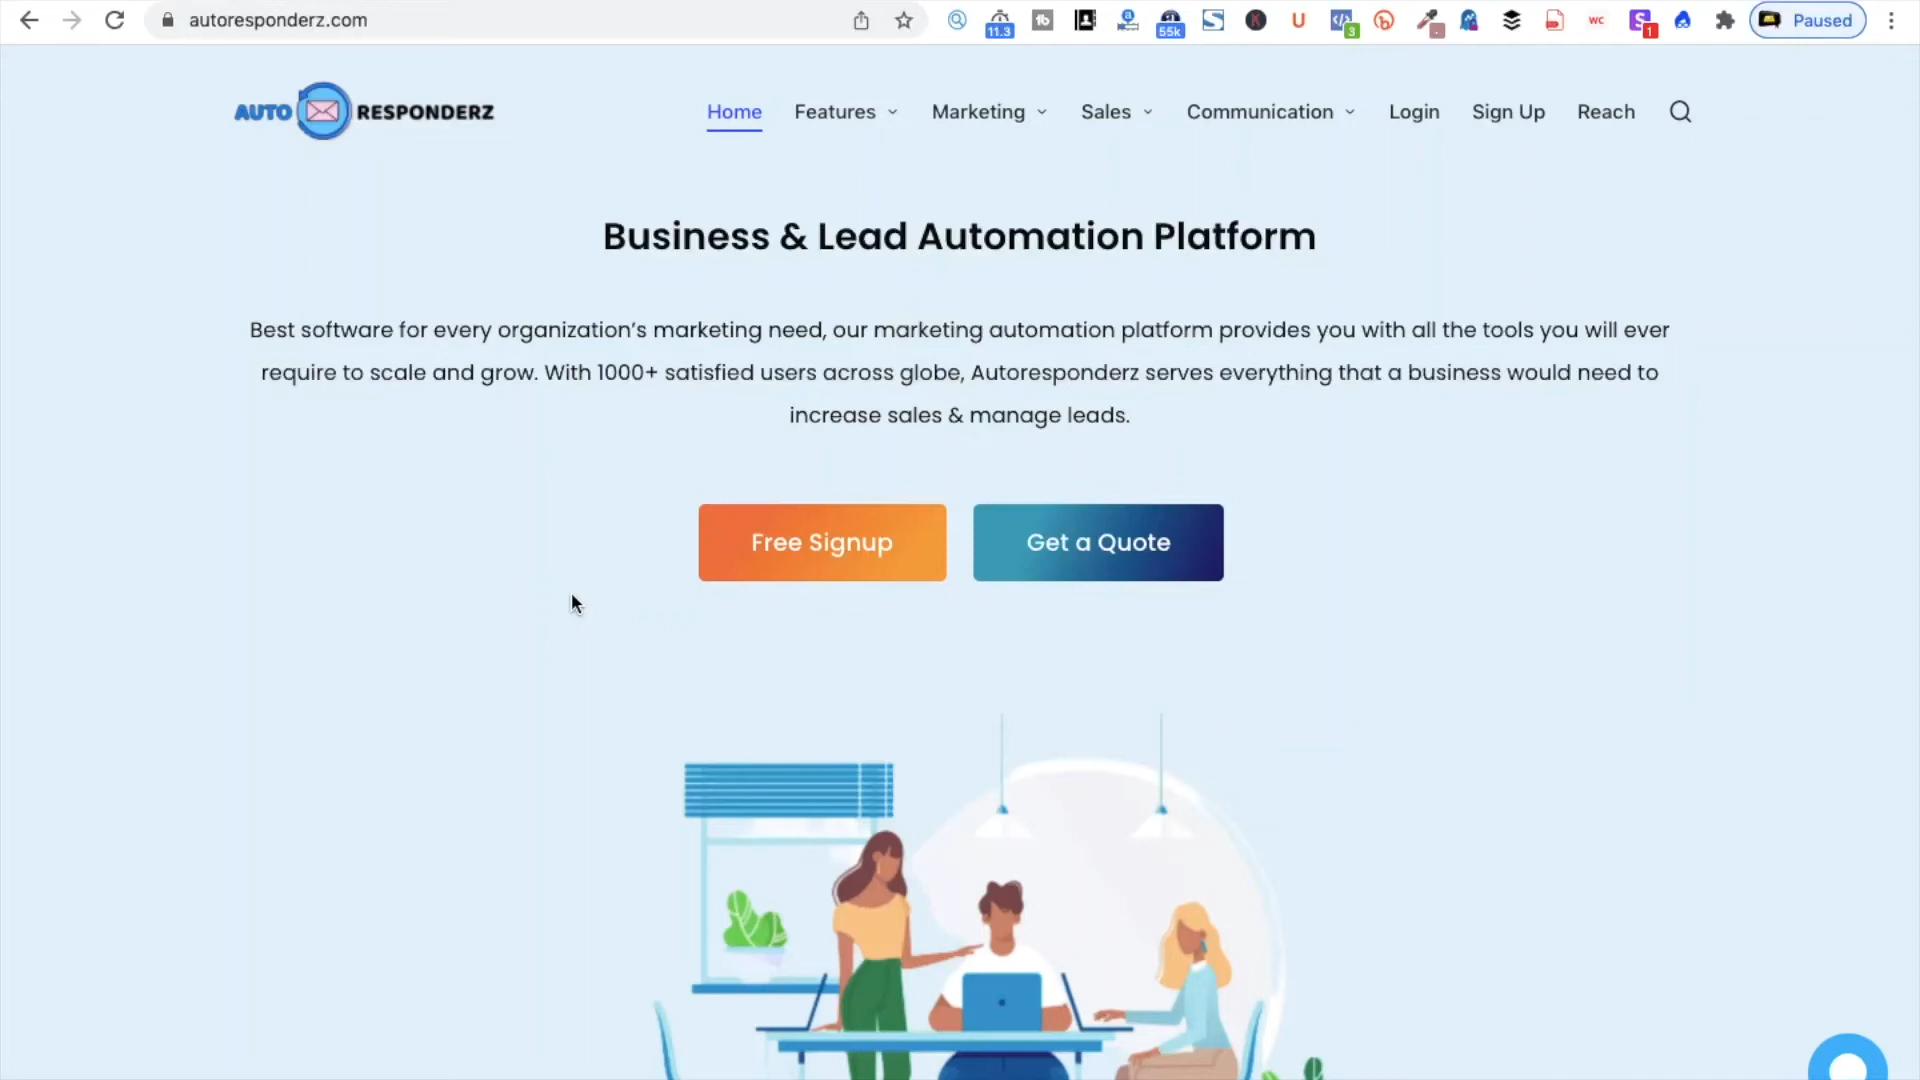 autoresponderz.com
11.3
55k
3
WC
1
Paused
AUTO RESPONDERZ
Home Features Marketing Sales Communication Login Sign Up Reach
Business & Lead Automation Platform
Best software for every organization’s marketing need, our marketing automation platform provides you with all the tools you will ever
require to scale and grow. With 1000+ satisfied users across globe, Autoresponderz serves everything that a business would need to
increase sales & manage leads.
Free Signup Get a Quote